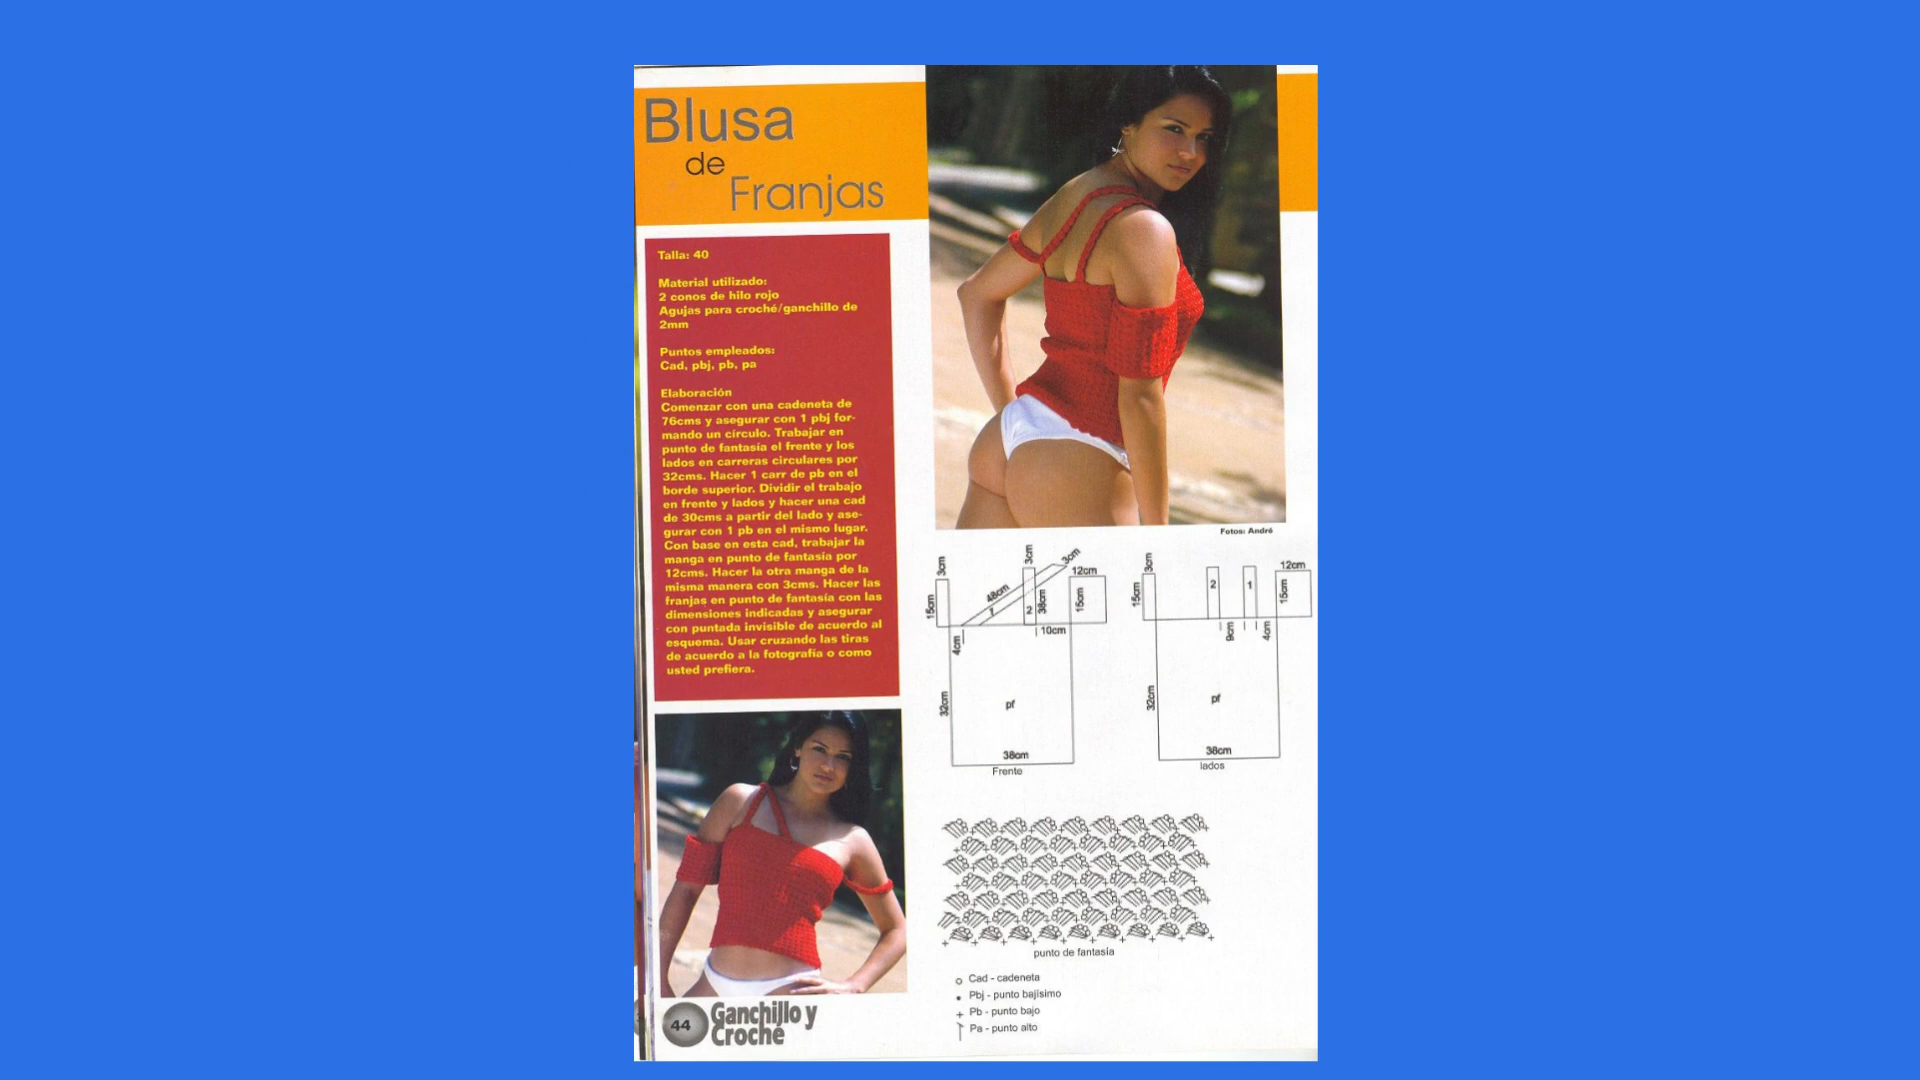 Blusa
de
Franjas
Talla: 40
Material utilizado:
2 conos de hilo rojo
Agujas para croché/ganchillo de
2mm
Puntos empleados:
Cad, pbj, pb, pa
Elaboración
Comenzar con una cadeneta de
76cms y asegurar con 1 pbj for-
mando un círculo. Trabajar en
punto de fantasía el frente y los
lados en carreras circulares por
32cms. Hacer 1 carr de pb en el
borde superior. Dividir el trabajo
en frente y lados y hacer una cad
de 30cms a partir del lado y ase-
gurar con 1 pb en el mismo lugar.
Con base en esta cad, trabajar la
manga en punto de fantasía por
12cms. Hacer la otra manga de la
misma manera con 3cms. Hacer las
franjas en punto de fantasía con las
dimensiones indicadas y asegurar
con puntada invisible de acuerdo al
esquema. Usar cruzando las tiras
de acuerdo a la fotografía o como
usted prefiera.
Fotos: André
3cm
15cm
48cm
1
3cm
3cm
2
38cm
12cm
15cm
10cm
4cm
32cm
pf
38cm
Frente
3cm
15cm
2
1
12cm
15cm
9cm
4cm
32cm
pf
38cm
lados
punto de fantasía
Cad - cadeneta
Pbj - punto bajísimo
Pb - punto bajo
Pa - punto alto
44
Ganchillo y
Croché